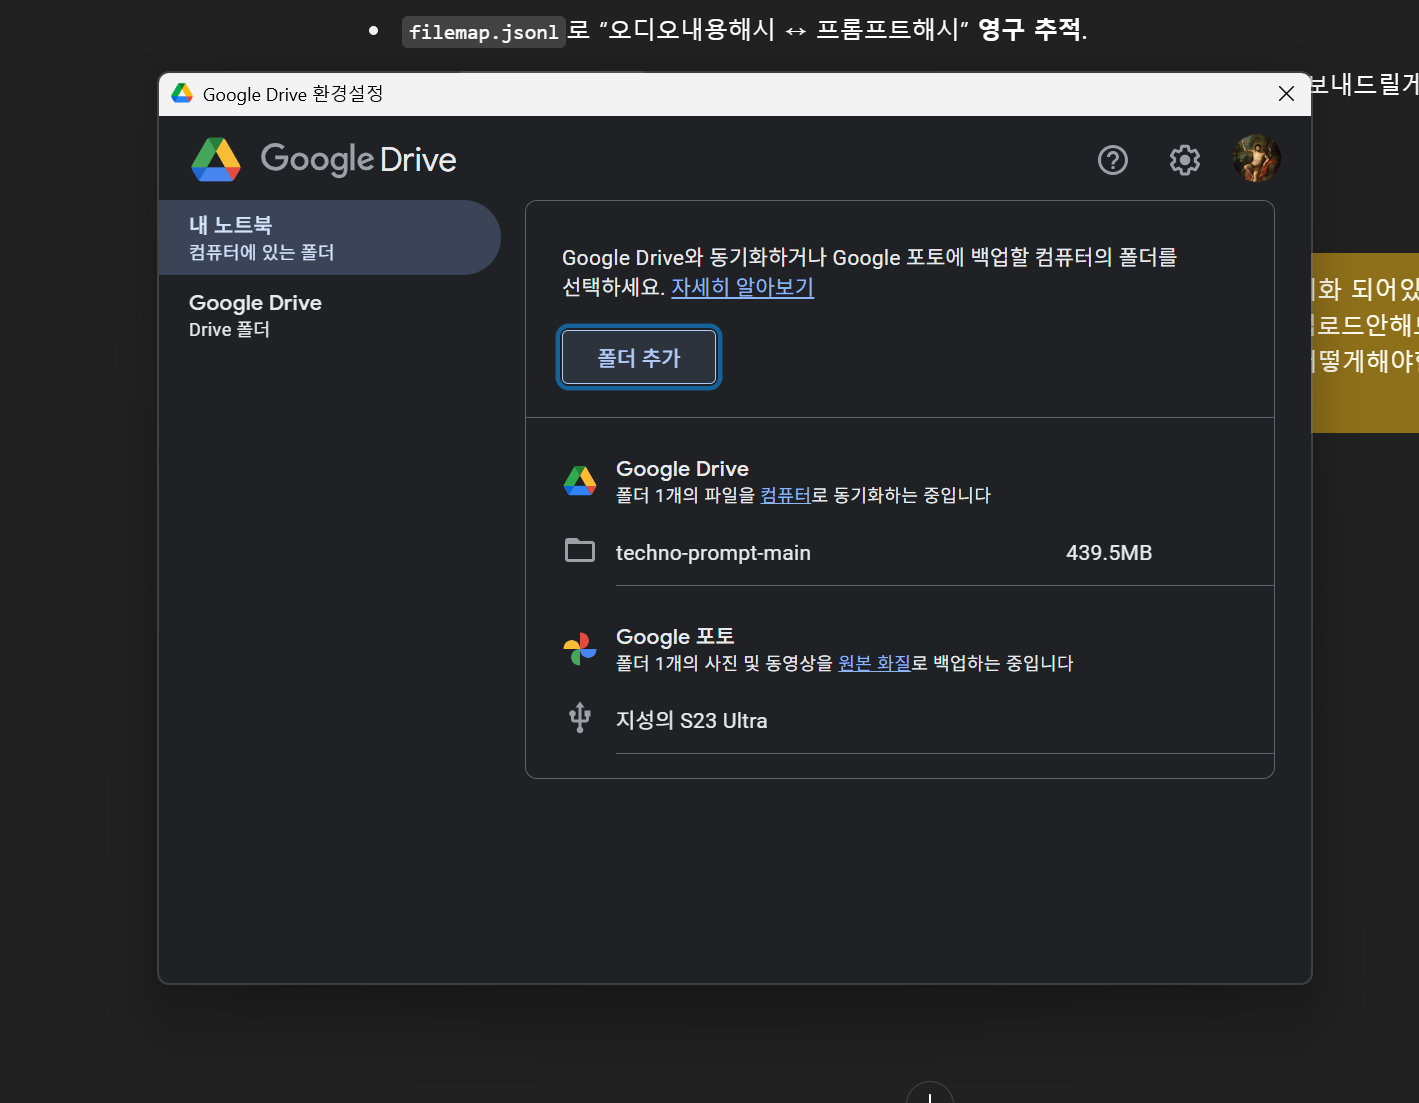 filemap.jsonl로 “오디오내용해시 ↔ 프롬프트해시” 영구 추적.
보내드릴게
Google Drive 환경설정
Google Drive
내 노트북
컴퓨터에 있는 폴더
Google Drive
Drive 폴더
Google Drive와 동기화하거나 Google 포토에 백업할 컴퓨터의 폴더를
선택하세요. 자세히 알아보기
폴더 추가
화 되어있
로드안해
떻게해야
Google Drive
폴더 1개의 파일을 컴퓨터로 동기화하는 중입니다
techno-prompt-main 439.5MB
Google 포토
폴더 1개의 사진 및 동영상을 원본 화질로 백업하는 중입니다
지성의 S23 Ultra